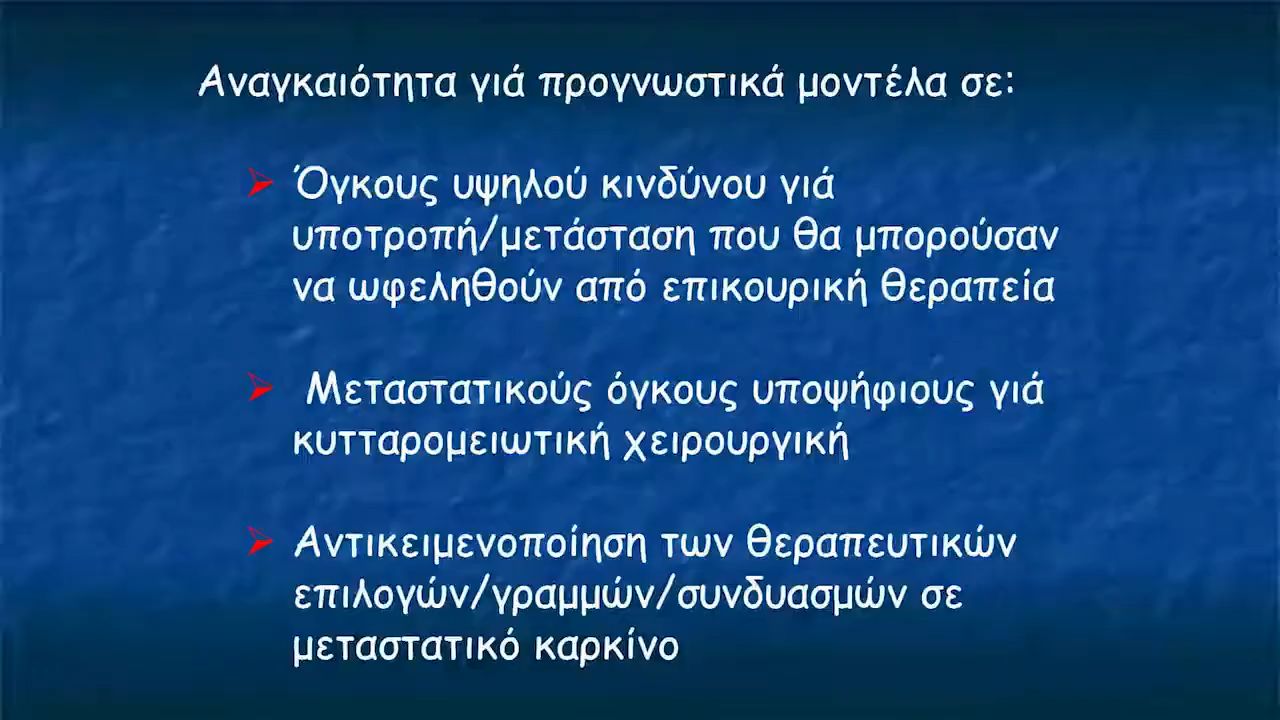 Αναγκαιότητα γιά προγνωστικά μοντέλα σε:
Όγκους υψηλού κινδύνου γιά
υποτροπή/μετάσταση που θα μπορούσαν
να ωφεληθούν από επικουρική θεραπεία
Μεταστατικούς όγκους υποψήφιους γιά
κυτταρομειωτική χειρουργική
Αντικειμενοποίηση των θεραπευτικών
επιλογών/γραμμών/συνδυασμών σε
μεταστατικό καρκίνο